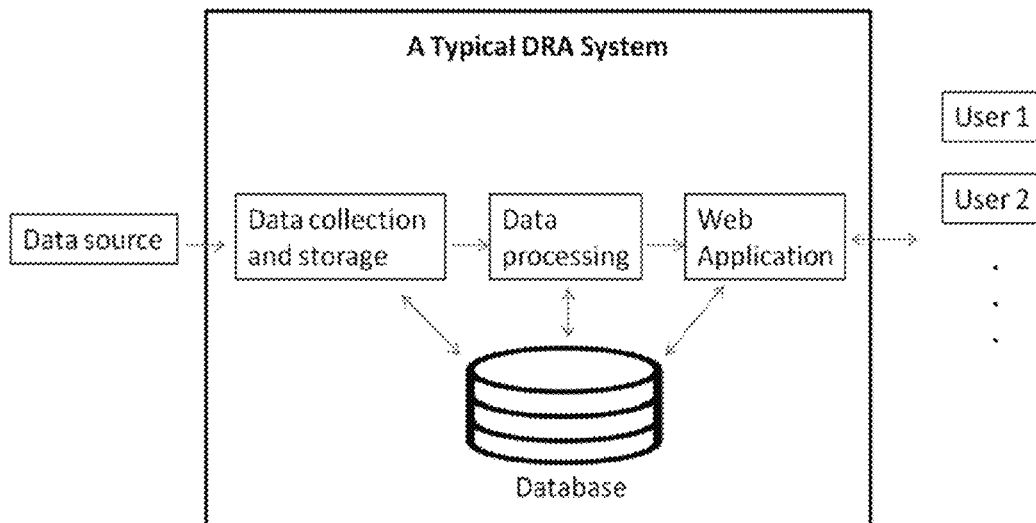 A Typical DRA System
User 1
User 2
Data source
Data collection
and storage
Data
processing
Web
Application
Database